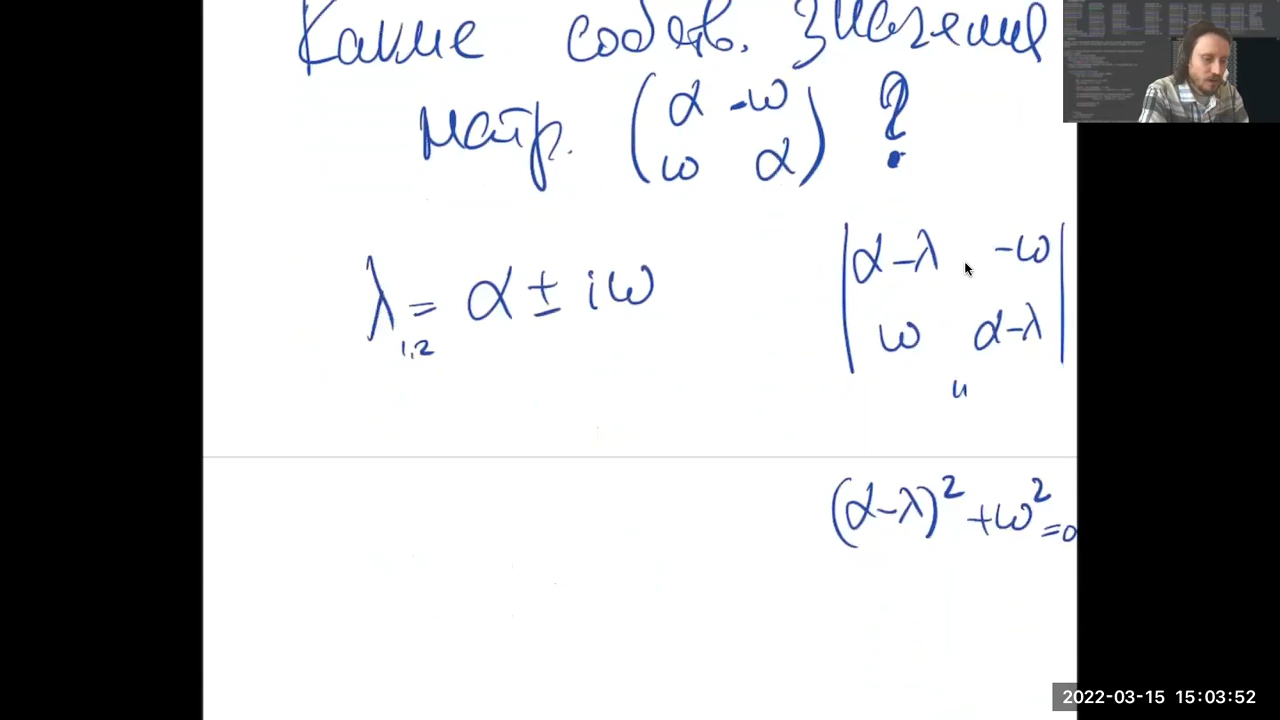 Какие собств. значения
матр. (α -ω
ω α) ?
λ₁,₂ = α ± iω
|α-λ -ω
ω α-λ|
(α-λ)² + ω² = 0
2022-03-15 15:03:52